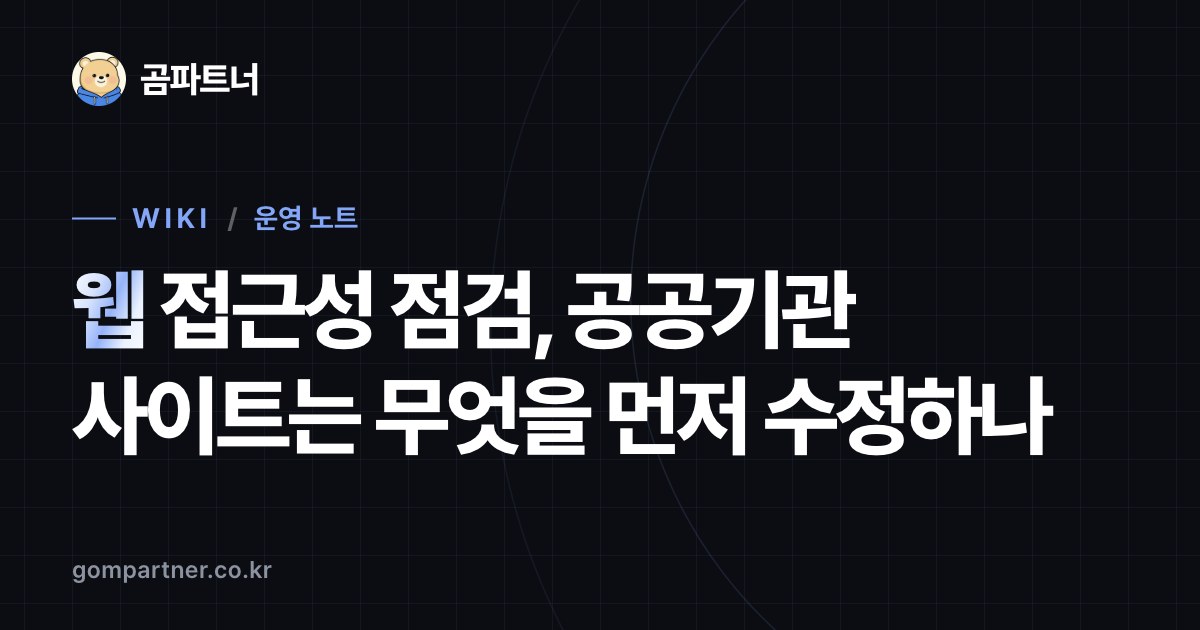 곰파트너
WIKI / 운영 노트
웹 접근성 점검, 공공기관
사이트는 무엇을 먼저 수정하나
gompartner.co.kr